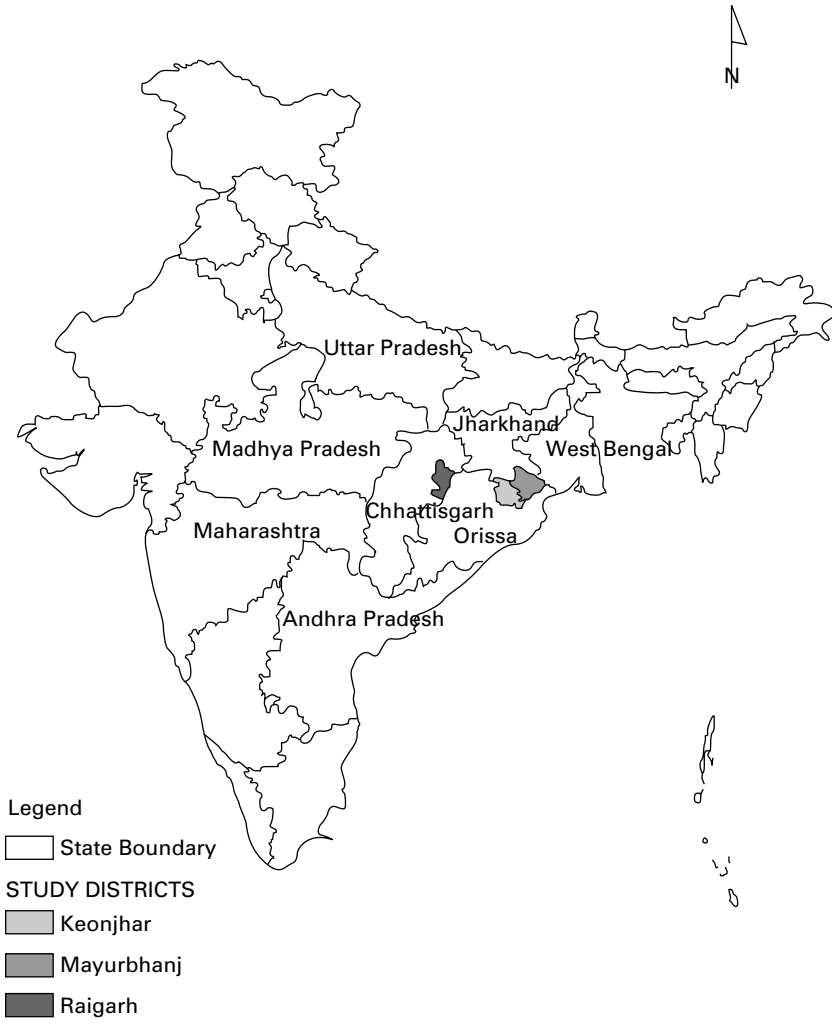 N
Uttar Pradesh
Jharkhand
Madhya Pradesh
West Bengal
Chhattisgarh
Maharashtra
Orissa
Andhra Pradesh
Legend
State Boundary
STUDY DISTRICTS
Keonjhar
Mayurbhanj
Raigarh